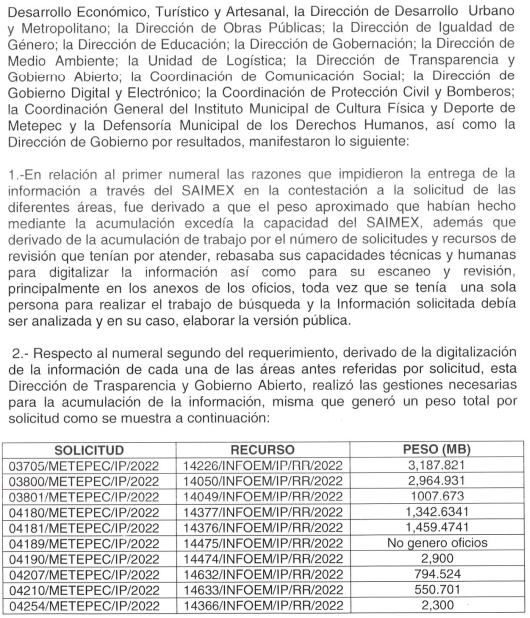 Desarrollo Económico, Turístico y Artesanal, la Dirección de Desarrollo Urbano
y Metropolitano; la Dirección de Obras Públicas; la Dirección de Igualdad de
Género; la Dirección de Educación; la Dirección de Gobernación; la Dirección de
Medio Ambiente; la Unidad de Logística; la Dirección de Transparencia y
Gobierno Abierto; la Coordinación de Comunicación Social; la Dirección de
Gobierno Digital y Electrónico; la Coordinación de Protección Civil y Bomberos;
la Coordinación General del Instituto Municipal de Cultura Física y Deporte de
Metepec y la Defensoría Municipal de los Derechos Humanos, así como la
Dirección de Gobierno por resultados, manifestaron lo siguiente:
1.-En relación al primer numeral las razones que impidieron la entrega de la
información a través del SAIMEX en la contestación a la solicitud de las
diferentes áreas, fue derivado a que el peso aproximado que habían hecho
mediante la acumulación excedía la capacidad del SAIMEX, además que
derivado de la acumulación de trabajo por el número de solicitudes y recursos de
revisión que tenían por atender, rebasaba sus capacidades técnicas y humanas
para digitalizar la información así como para su escaneo y revisión,
principalmente en los anexos de los oficios, toda vez que se tenía una sola
persona para realizar el trabajo de búsqueda y la Información solicitada debía
ser analizada y en su caso, elaborar la versión pública.
2.- Respecto al numeral segundo del requerimiento, derivado de la digitalización
de la información de cada una de las áreas antes referidas por solicitud, esta
Dirección de Trasparencia y Gobierno Abierto, realizó las gestiones necesarias
para la acumulación de la información, misma que generó un peso total por
solicitud como se muestra a continuación:
SOLICITUD RECURSO PESO (MB)
03705/METEPEC/IP/2022 14226/INFOEM/IP/RR/2022 3,187.821
03800/METEPEC/IP/2022 14050/INFOEM/IP/RR/2022 2,964.931
03801/METEPEC/IP/2022 14049/INFOEM/IP/RR/2022 1007.673
04180/METEPEC/IP/2022 14377/INFOEM/IP/RR/2022 1,342.6341
04181/METEPEC/IP/2022 14376/INFOEM/IP/RR/2022 1,459.4741
04189/METEPEC/IP/2022 14475/INFOEM/IP/RR/2022 No genero oficios
04190/METEPEC/IP/2022 14474/INFOEM/IP/RR/2022 2,900
04207/METEPEC/IP/2022 14632/INFOEM/IP/RR/2022 794.524
04210/METEPEC/IP/2022 14633/INFOEM/IP/RR/2022 550.701
04254/METEPEC/IP/2022 14366/INFOEM/IP/RR/2022 2,300